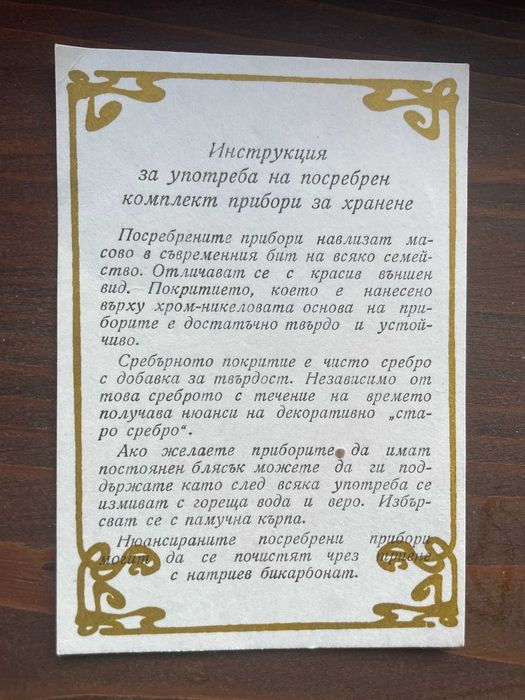 Инструкция
за употреба на посребрен
комплект прибори за хранене
Посребрените прибори навлизат ма-
сово в съвременния бит на всяко семей-
ство. Отличават се с красив външен
вид. Покритието, което е нанесено
върху хром-никеловата основа на при-
борите е достатъчно твърдо и устой-
чиво.
Сребърното покритие е чисто сребро
с добавка за твърдост. Независимо от
това среброто с течение на времето
получава нюанси на декоративно „ста-
ро сребро“.
Ако желаете приборите да имат
постоянен блясък можете да ги под-
държате като след всяка употреба се
измиват с гореща вода и веро. Избър-
сват се с памучна кърпа.
Нюансираните посребрени прибори
могат да се почистят чрез триене
с натриев бикарбонат.